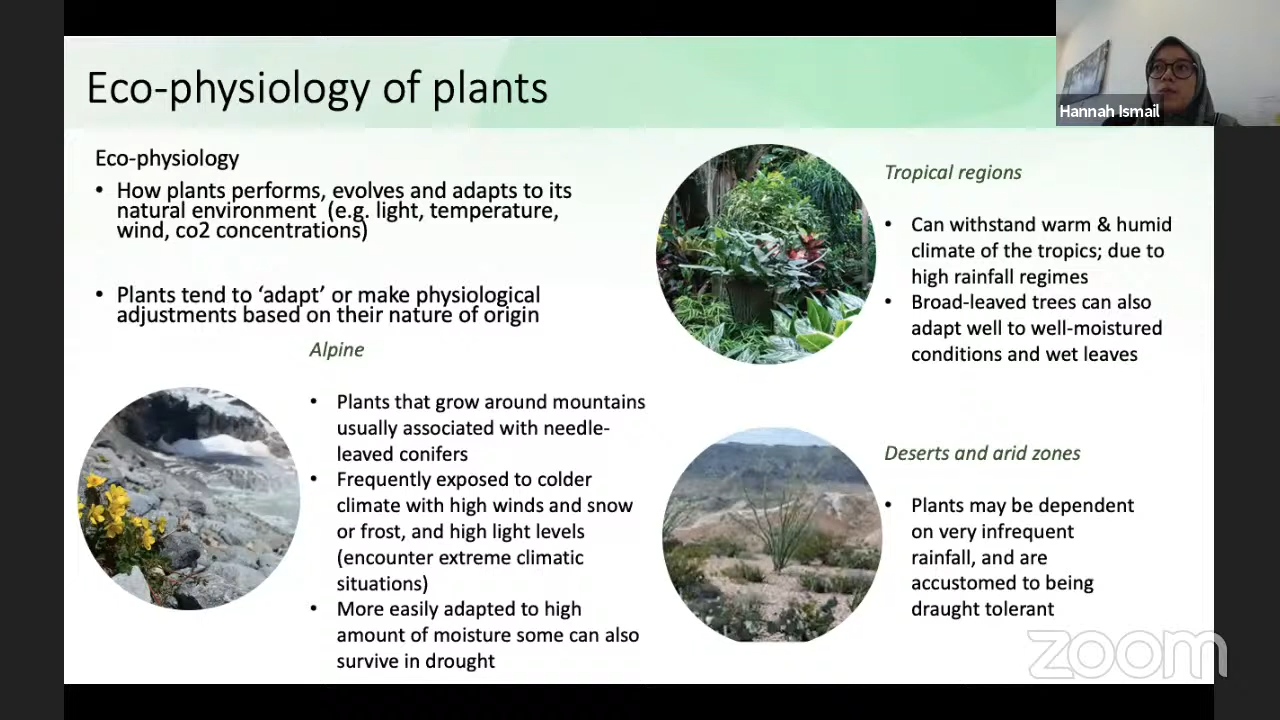 Eco-physiology of plants
Hannah Ismail
Eco-physiology
• How plants performs, evolves and adapts to its
natural environment (e.g. light, temperature,
wind, co2 concentrations)
• Plants tend to ‘adapt’ or make physiological
adjustments based on their nature of origin
Alpine
• Plants that grow around mountains
usually associated with needle-
leaved conifers
• Frequently exposed to colder
climate with high winds and snow
or frost, and high light levels
(encounter extreme climatic
situations)
• More easily adapted to high
amount of moisture some can also
survive in drought
Tropical regions
• Can withstand warm & humid
climate of the tropics; due to
high rainfall regimes
• Broad-leaved trees can also
adapt well to well-moistured
conditions and wet leaves
Deserts and arid zones
• Plants may be dependent
on very infrequent
rainfall, and are
accustomed to being
draught tolerant
zoom